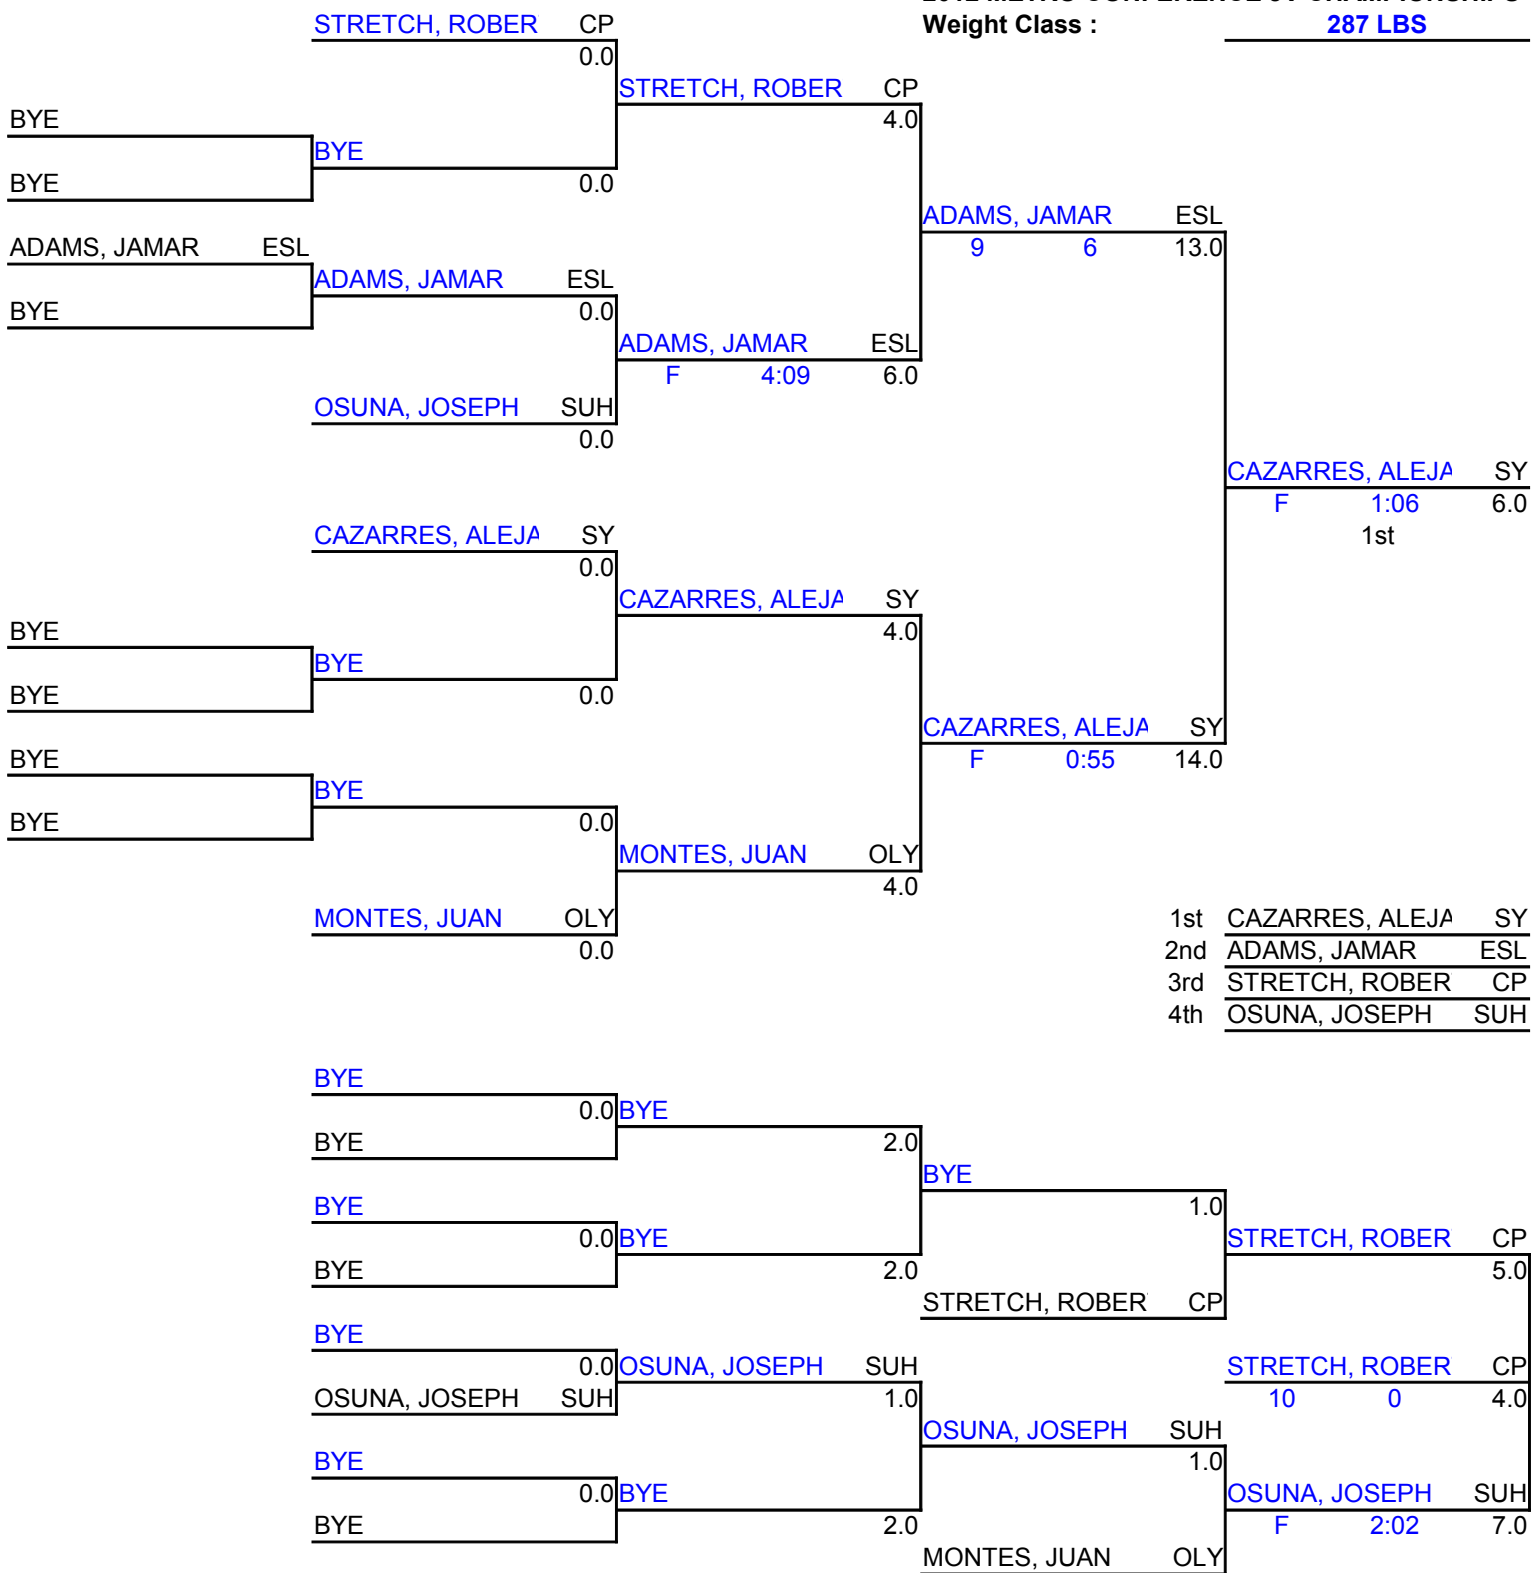 Weight Class : 287 LBS
STRETCH, ROBER CP
0.0
STRETCH, ROBER CP
4.0
BYE
BYE
BYE
0.0
ADAMS, JAMAR ESL
9 6 13.0
ADAMS, JAMAR ESL
ADAMS, JAMAR ESL
0.0
BYE
ADAMS, JAMAR ESL
F 4:09 6.0
OSUNA, JOSEPH SUH
0.0
CAZARRES, ALEJA SY
F 1:06 6.0
1st
CAZARRES, ALEJA SY
0.0
CAZARRES, ALEJA SY
4.0
BYE
BYE
BYE
0.0
CAZARRES, ALEJA SY
F 0:55 14.0
BYE
BYE
0.0
BYE
MONTES, JUAN OLY
4.0
MONTES, JUAN OLY
0.0
1st CAZARRES, ALEJA SY
2nd ADAMS, JAMAR ESL
3rd STRETCH, ROBER CP
4th OSUNA, JOSEPH SUH
BYE
0.0 BYE
BYE 2.0
BYE
1.0
BYE
0.0 BYE
BYE 2.0
STRETCH, ROBER CP
5.0
STRETCH, ROBER CP
BYE
0.0 OSUNA, JOSEPH SUH
OSUNA, JOSEPH SUH 1.0
STRETCH, ROBER CP
10 0 4.0
OSUNA, JOSEPH SUH
1.0
BYE
0.0 BYE
BYE 2.0
OSUNA, JOSEPH SUH
F 2:02 7.0
MONTES, JUAN OLY